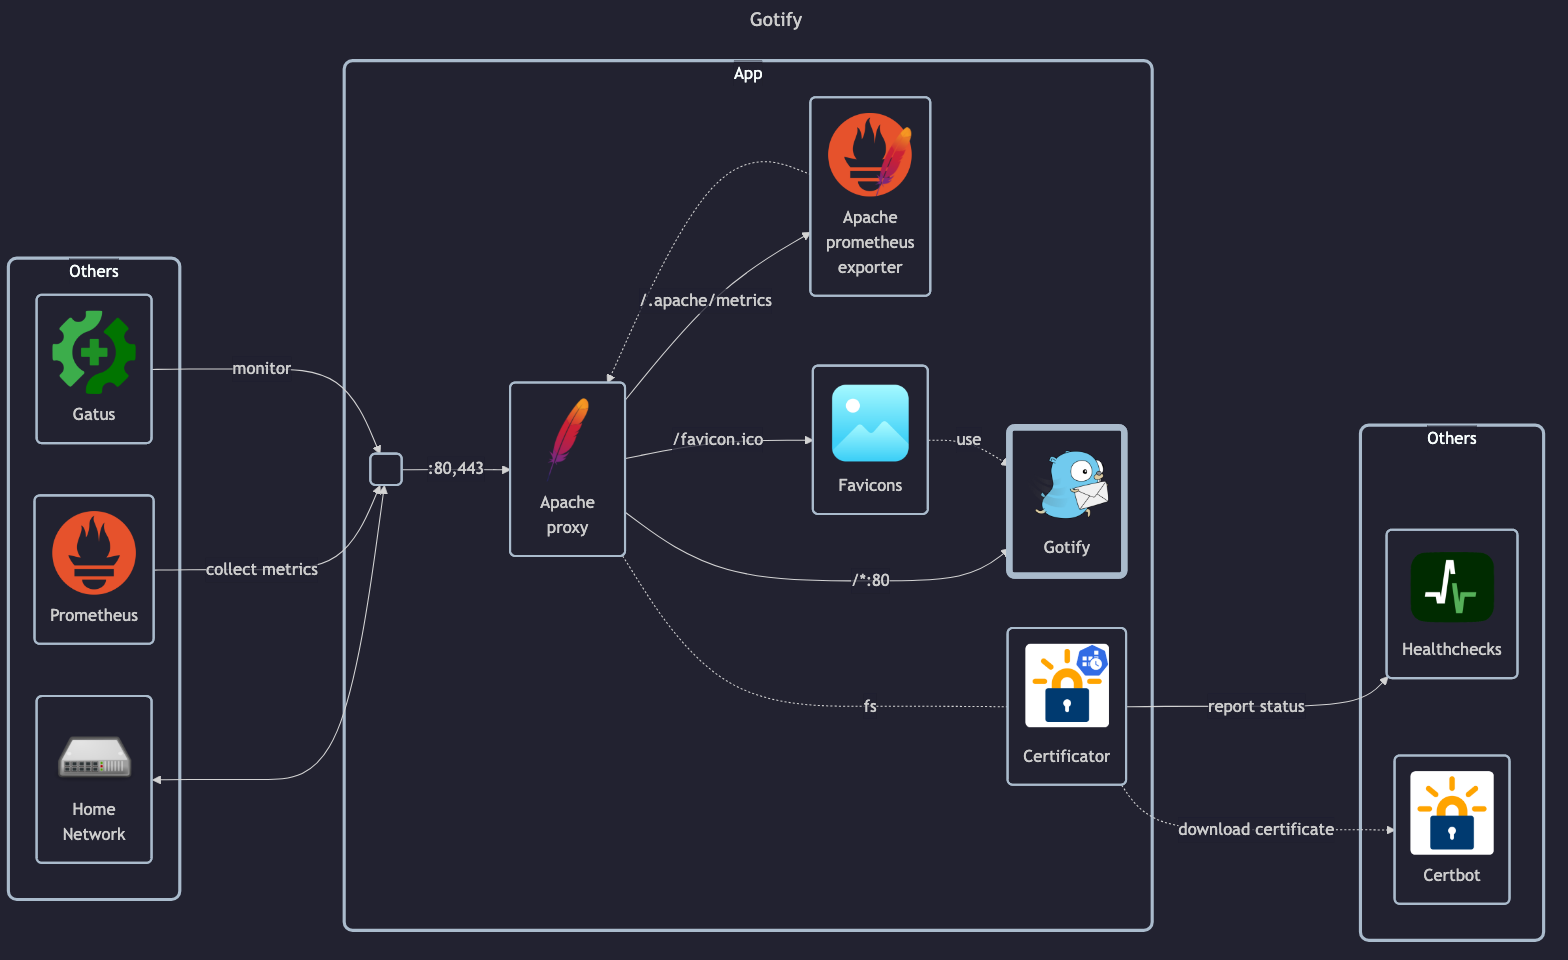 Gotify
App
Apache
prometheus
exporter
/.apache/metrics
Others
Gatus
monitor
:80,443
Apache
proxy
/favicon.ico
Favicons
use
Gotify
/*:80
Prometheus
collect metrics
Home
Network
fs
Certificator
report status
download certificate
Others
Healthchecks
Certbot